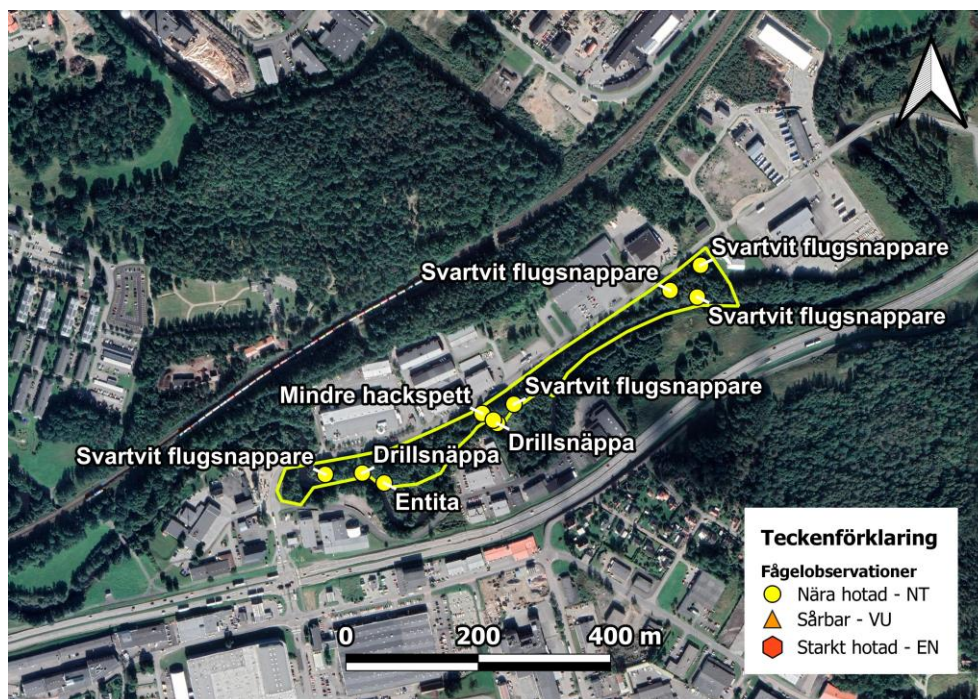 Svartvit flugsnappare
Svartvit flugsnappare
Svartvit flugsnappare
Mindre hackspett
Svartvit flugsnappare
Drillsnäppa
Svartvit flugsnappare
Drillsnäppa
Entita
Teckenförklaring
Fågelobservationer
Nära hotad - NT
Sårbar - VU
Starkt hotad - EN
0 200 400 m